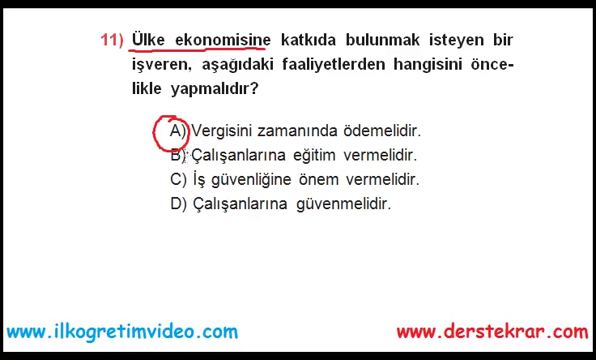 11) Ülke ekonomisine katkıda bulunmak isteyen bir
işveren, aşağıdaki faaliyetlerden hangisini önce-
likle yapmalıdır?
A) Vergisini zamanında ödemelidir.
B) Çalışanlarına eğitim vermelidir.
C) İş güvenliğine önem vermelidir.
D) Çalışanlarına güvenmelidir.
www.ilkogretimvideo.com
www.derstekrar.com